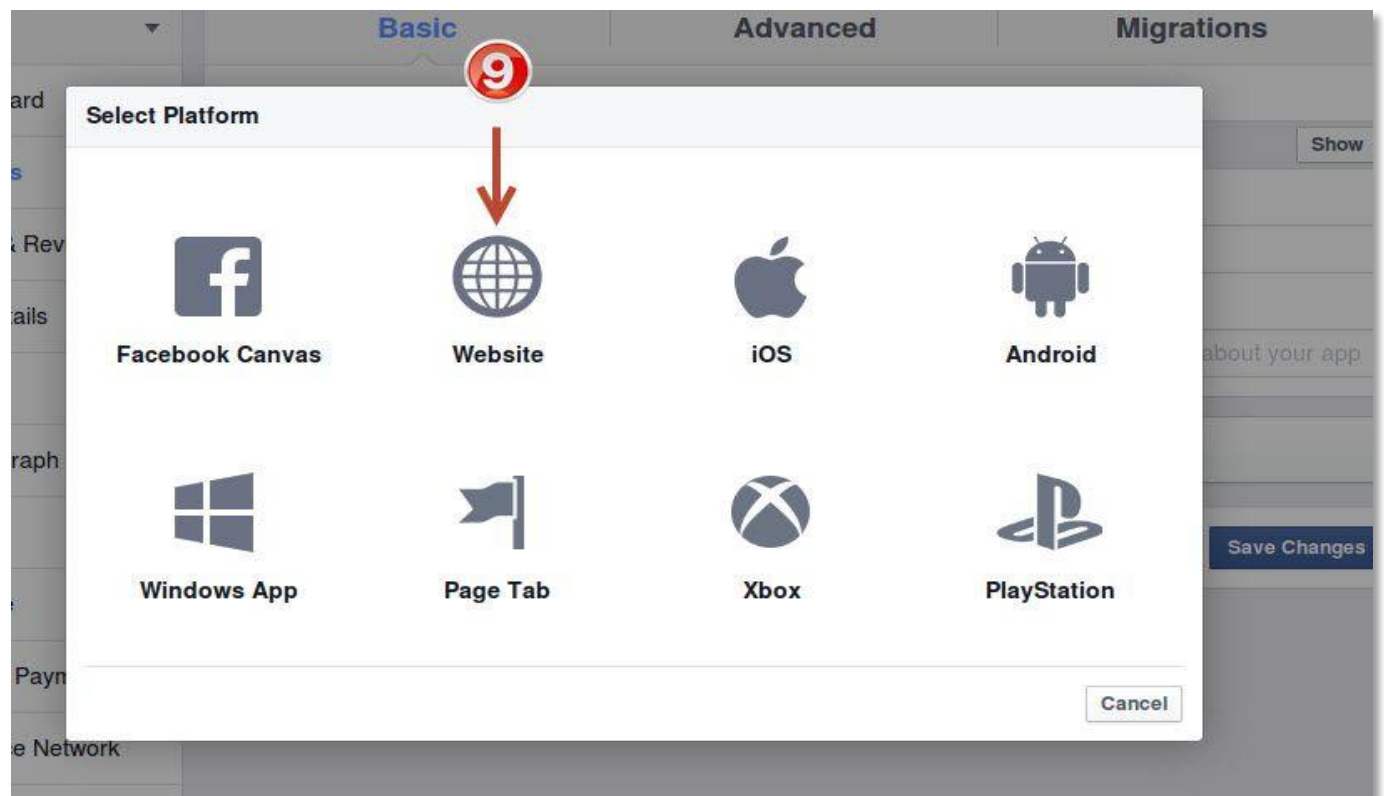 Basic Advanced Migrations
9
ard
Select Platform
Show
s
& Rev
ails
Facebook Canvas Website iOS Android
about your app
raph
Save Changes
Windows App Page Tab Xbox PlayStation
Paym
Cancel
e Network